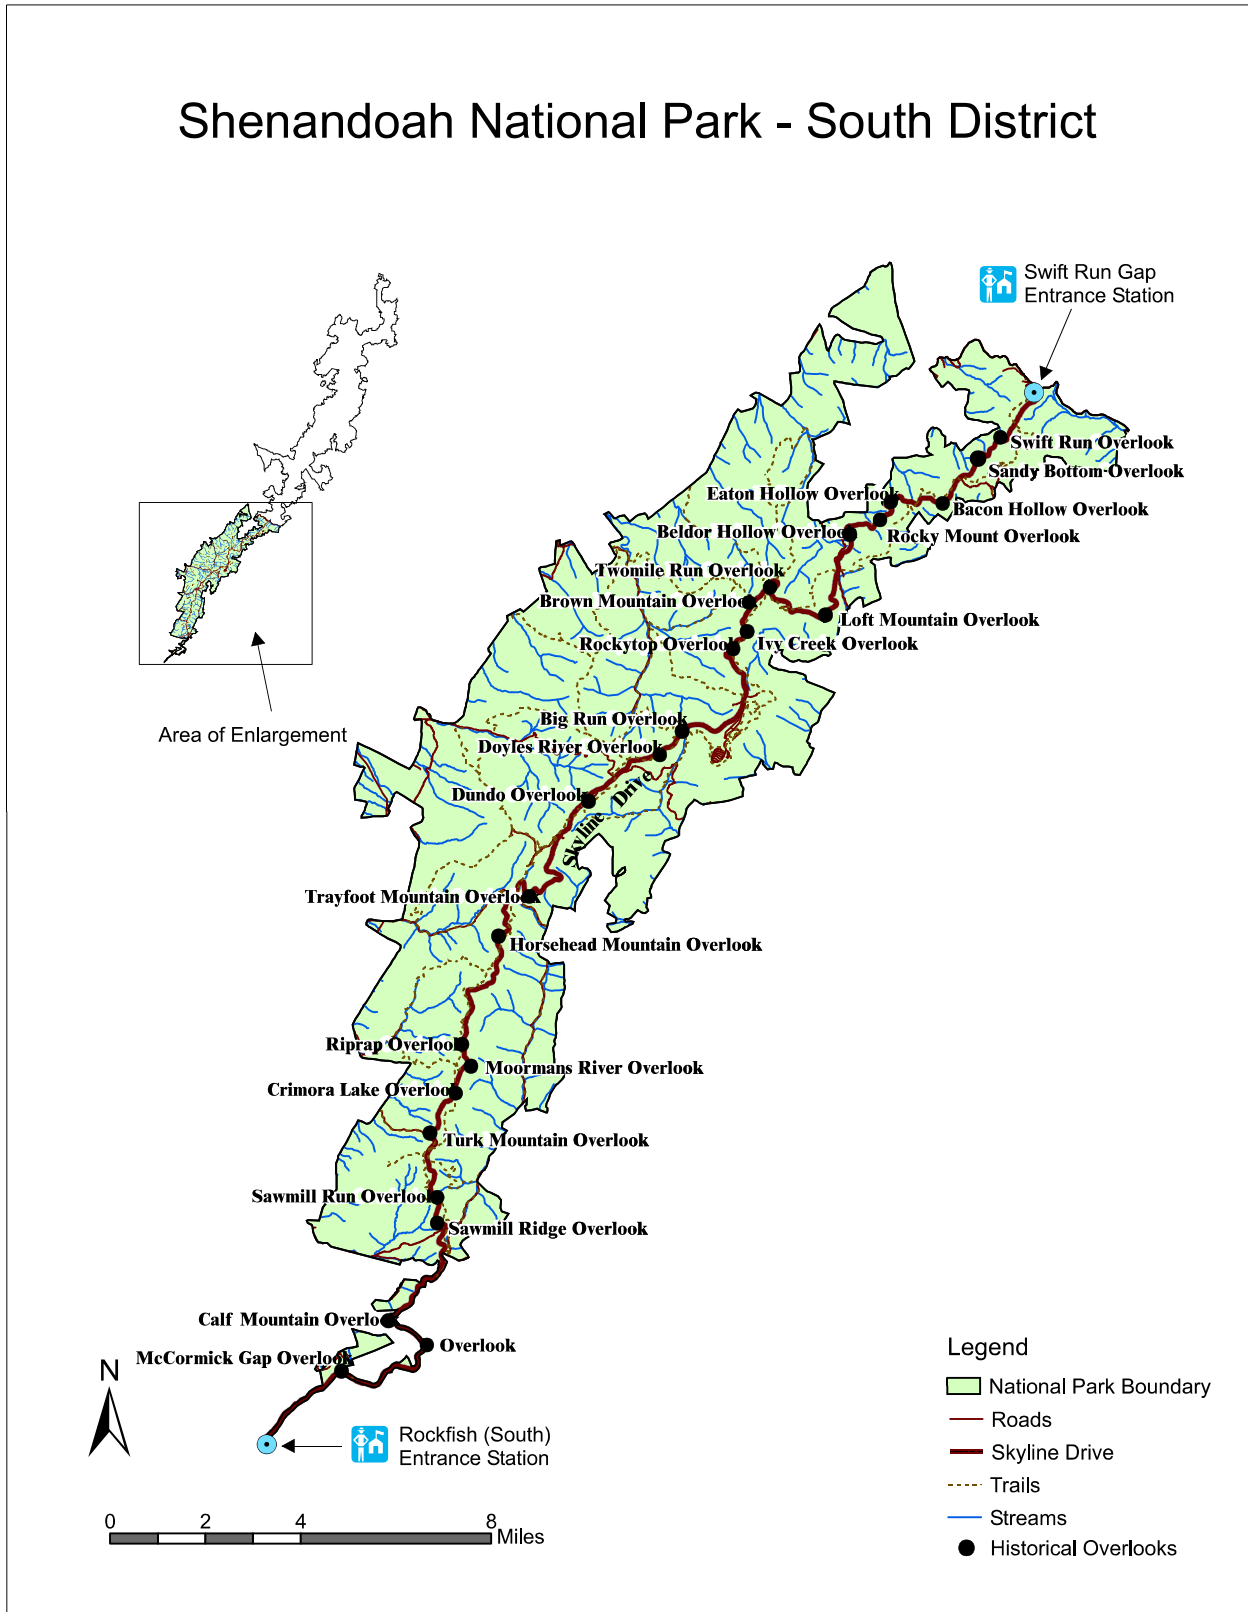 Shenandoah National Park - South District
Swift Run Gap
Entrance Station
Swift Run Overlook
Sandy Bottom Overlook
Eaton Hollow Overlook
Bacon Hollow Overlook
Beldor Hollow Overlook
Rocky Mount Overlook
Twomile Run Overlook
Brown Mountain Overlook
Loft Mountain Overlook
Rockytop Overlook
Ivy Creek Overlook
Big Run Overlook
Area of Enlargement
Doyles River Overlook
Dundo Overlook
Skyline Drive
Trayfoot Mountain Overlook
Horsehead Mountain Overlook
Riprap Overlook
Moormans River Overlook
Crimora Lake Overlook
Turk Mountain Overlook
Sawmill Run Overlook
Sawmill Ridge Overlook
Calf Mountain Overlo
Overlook
McCormick Gap Overlook
N
Rockfish (South)
Entrance Station
0 2 4 8
Miles
Legend
National Park Boundary
Roads
Skyline Drive
Trails
Streams
Historical Overlooks